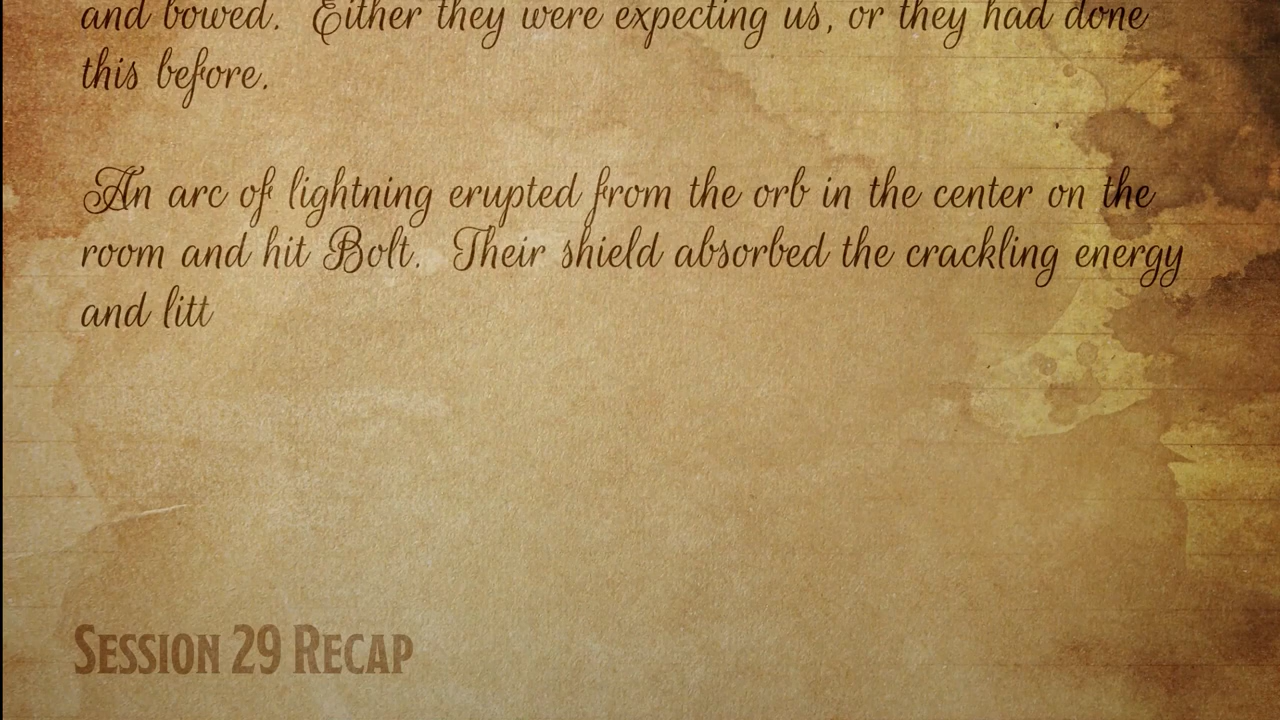 and bowed.  Either they were expecting us, or they had done
this before.
An arc of lightning erupted from the orb in the center on the
room and hit Bolt.  Their shield absorbed the crackling energy
and litt
Session 29 Recap